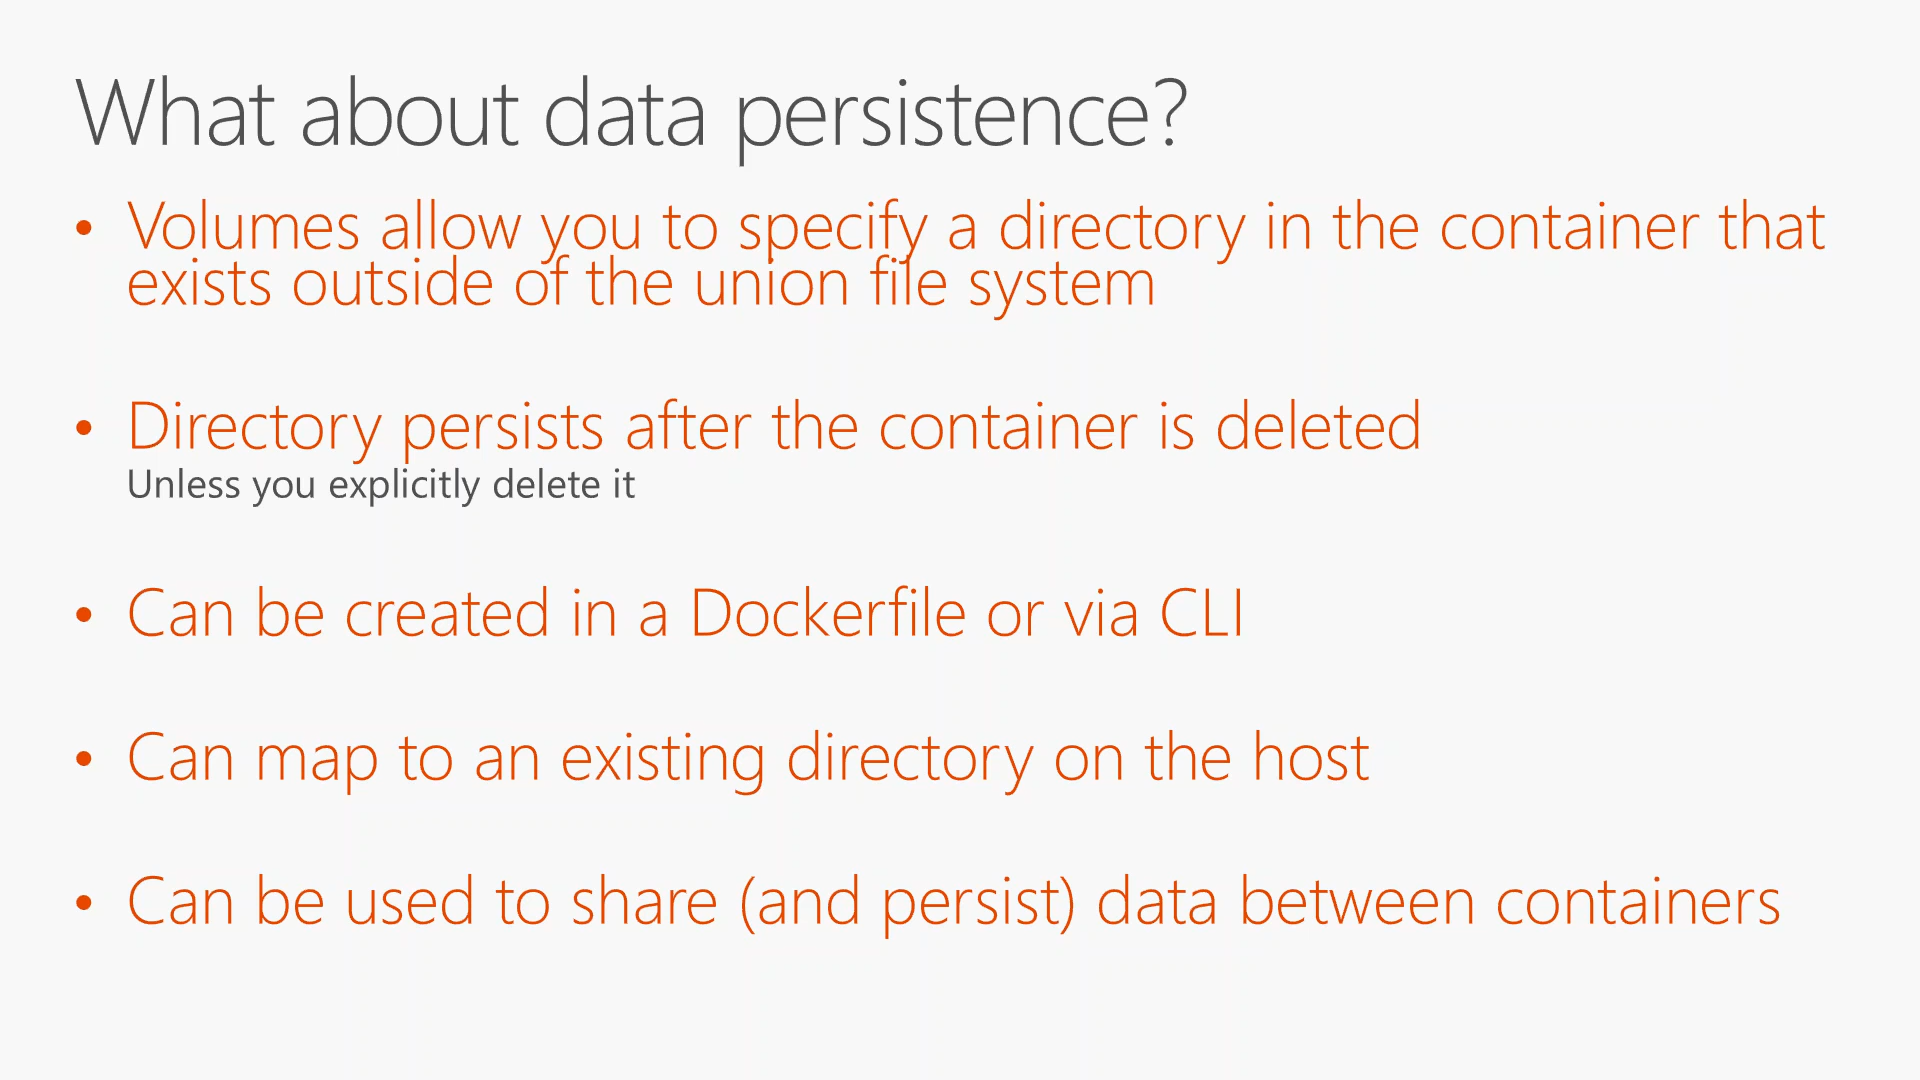 What about data persistence?
• Volumes allow you to specify a directory in the container that
exists outside of the union file system
• Directory persists after the container is deleted
Unless you explicitly delete it
• Can be created in a Dockerfile or via CLI
• Can map to an existing directory on the host
• Can be used to share (and persist) data between containers